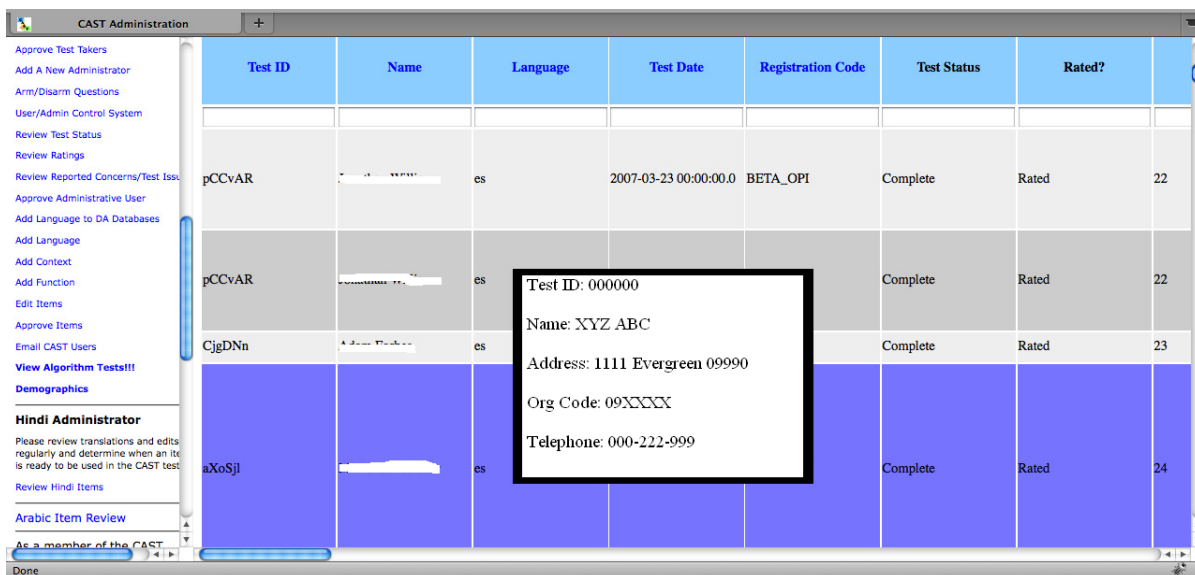 CAST Administration
+
Approve Test Takers
Add A New Administrator
Arm/Disarm Questions
User/Admin Control System
Review Test Status
Review Ratings
Review Reported Concerns/Test Issu
Approve Administrative User
Add Language to DA Databases
Add Language
Add Context
Add Function
Edit Items
Approve Items
Email CAST Users
View Algorithm Tests!!!
Demographics
Hindi Administrator
Please review translations and edits
regularly and determine when an ite
is ready to be used in the CAST test
Review Hindi Items
Arabic Item Review
As a member of the CAST
Test ID Name Language Test Date Registration Code Test Status Rated?
pCCvAR es 2007-03-23 00:00:00.0 BETA_OPI Complete Rated 22
pCCvAR es Complete Rated 22
CjgDNn es Complete Rated 23
aXoSjl es Complete Rated 24
Test ID: 000000
Name: XYZ ABC
Address: 1111 Evergreen 09990
Org Code: 09XXXX
Telephone: 000-222-999
Done